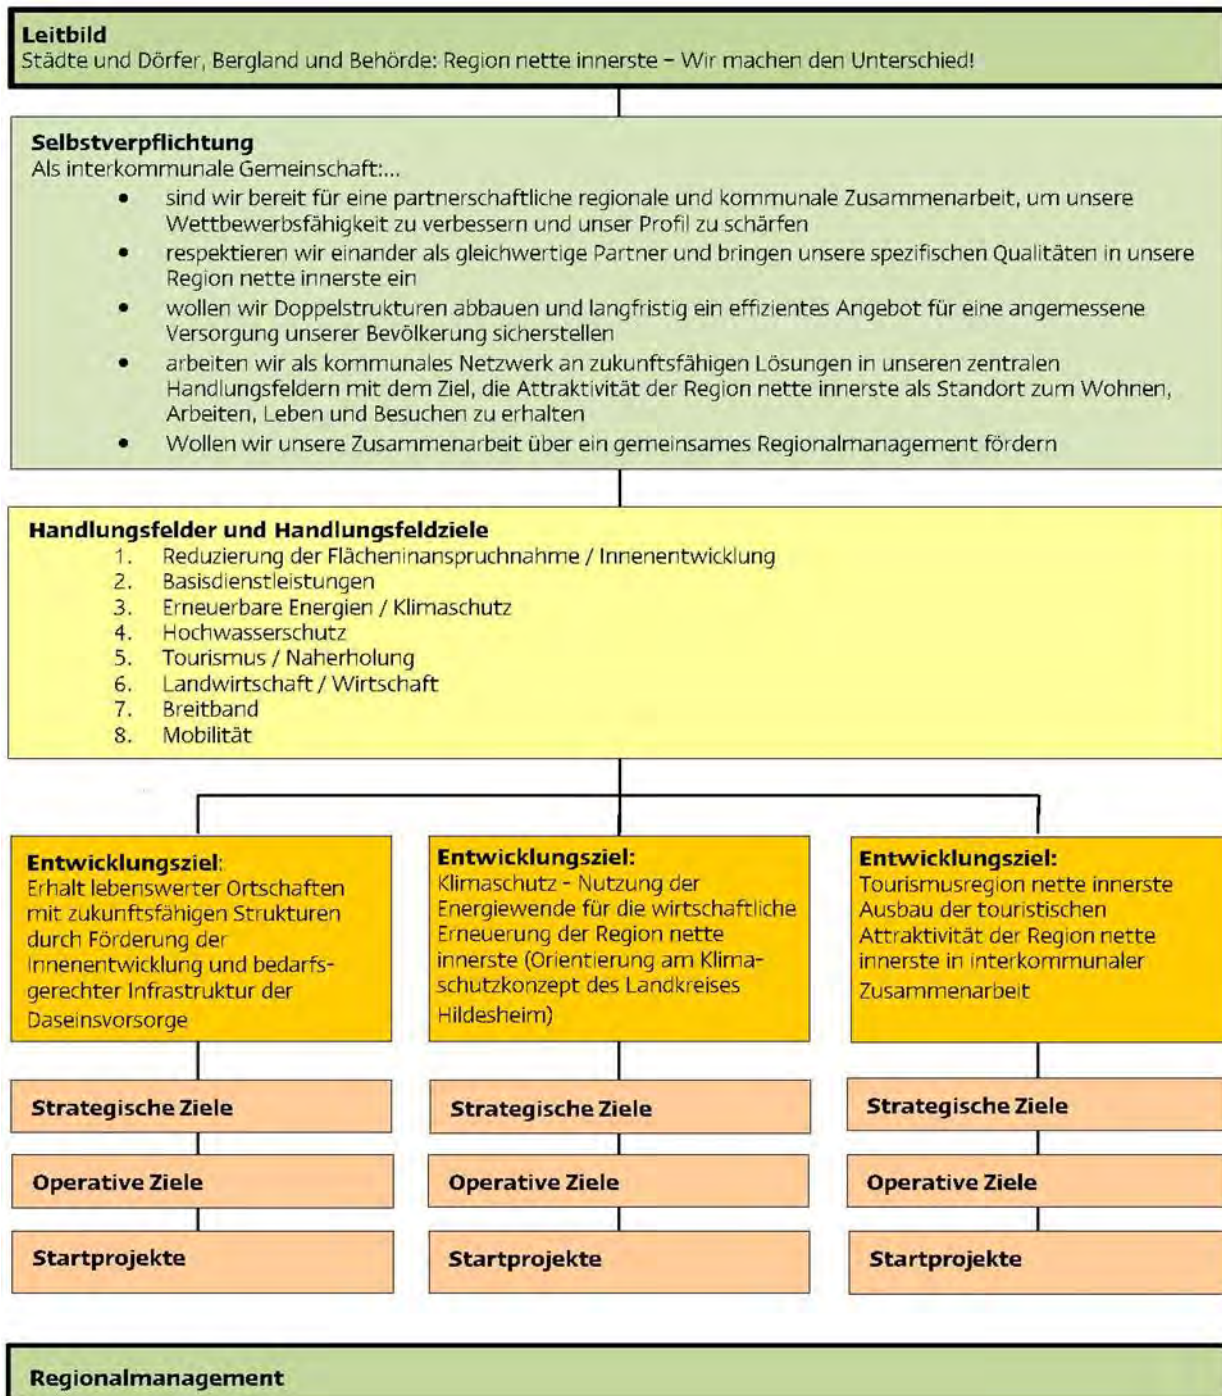 Leitbild
Städte und Dörfer, Bergland und Behörde: Region nette innerste – Wir machen den Unterschied!
Selbstverpflichtung
Als interkommunale Gemeinschaft:...
• sind wir bereit für eine partnerschaftliche regionale und kommunale Zusammenarbeit, um unsere
Wettbewerbsfähigkeit zu verbessern und unser Profil zu schärfen
• respektieren wir einander als gleichwertige Partner und bringen unsere spezifischen Qualitäten in unsere
Region nette innerste ein
• wollen wir Doppelstrukturen abbauen und langfristig ein effizientes Angebot für eine angemessene
Versorgung unserer Bevölkerung sicherstellen
• arbeiten wir als kommunales Netzwerk an zukunftsfähigen Lösungen in unseren zentralen
Handlungsfeldern mit dem Ziel, die Attraktivität der Region nette innerste als Standort zum Wohnen,
Arbeiten, Leben und Besuchen zu erhalten
• Wollen wir unsere Zusammenarbeit über ein gemeinsames Regionalmanagement fördern
Handlungsfelder und Handlungsfeldziele
1. Reduzierung der Flächeninanspruchnahme / Innenentwicklung
2. Basisdienstleistungen
3. Erneuerbare Energien / Klimaschutz
4. Hochwasserschutz
5. Tourismus / Naherholung
6. Landwirtschaft / Wirtschaft
7. Breitband
8. Mobilität
Entwicklungsziel:
Erhalt lebenswerter Ortschaften
mit zukunftsfähigen Strukturen
durch Förderung der
Innenentwicklung und bedarfs-
gerechter Infrastruktur der
Daseinsvorsorge
Strategische Ziele
Operative Ziele
Startprojekte
Entwicklungsziel:
Klimaschutz - Nutzung der
Energiewende für die wirtschaftliche
Erneuerung der Region nette
innerste (Orientierung am Klima-
schutzkonzept des Landkreises
Hildesheim)
Strategische Ziele
Operative Ziele
Startprojekte
Entwicklungsziel:
Tourismusregion nette innerste
Ausbau der touristischen
Attraktivität der Region nette
innerste in interkommunaler
Zusammenarbeit
Strategische Ziele
Operative Ziele
Startprojekte
Regionalmanagement